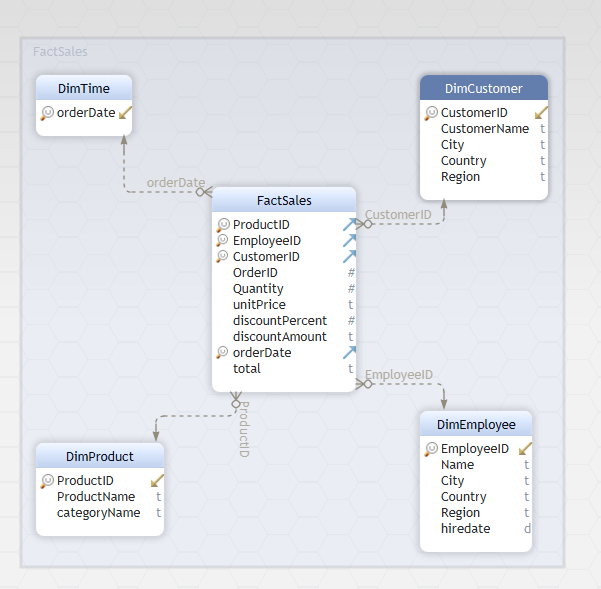 FactSales
DimTime
orderDate
DimCustomer
CustomerID
CustomerName t
City t
Country t
Region t
orderDate
CustomerID
FactSales
ProductID
EmployeeID
CustomerID
OrderID #
Quantity #
unitPrice t
discountPercent #
discountAmount t
orderDate
total t
EmployeeID
ProductID
DimProduct
ProductID
ProductName t
categoryName t
DimEmployee
EmployeeID
Name t
City t
Country t
Region t
hiredate d